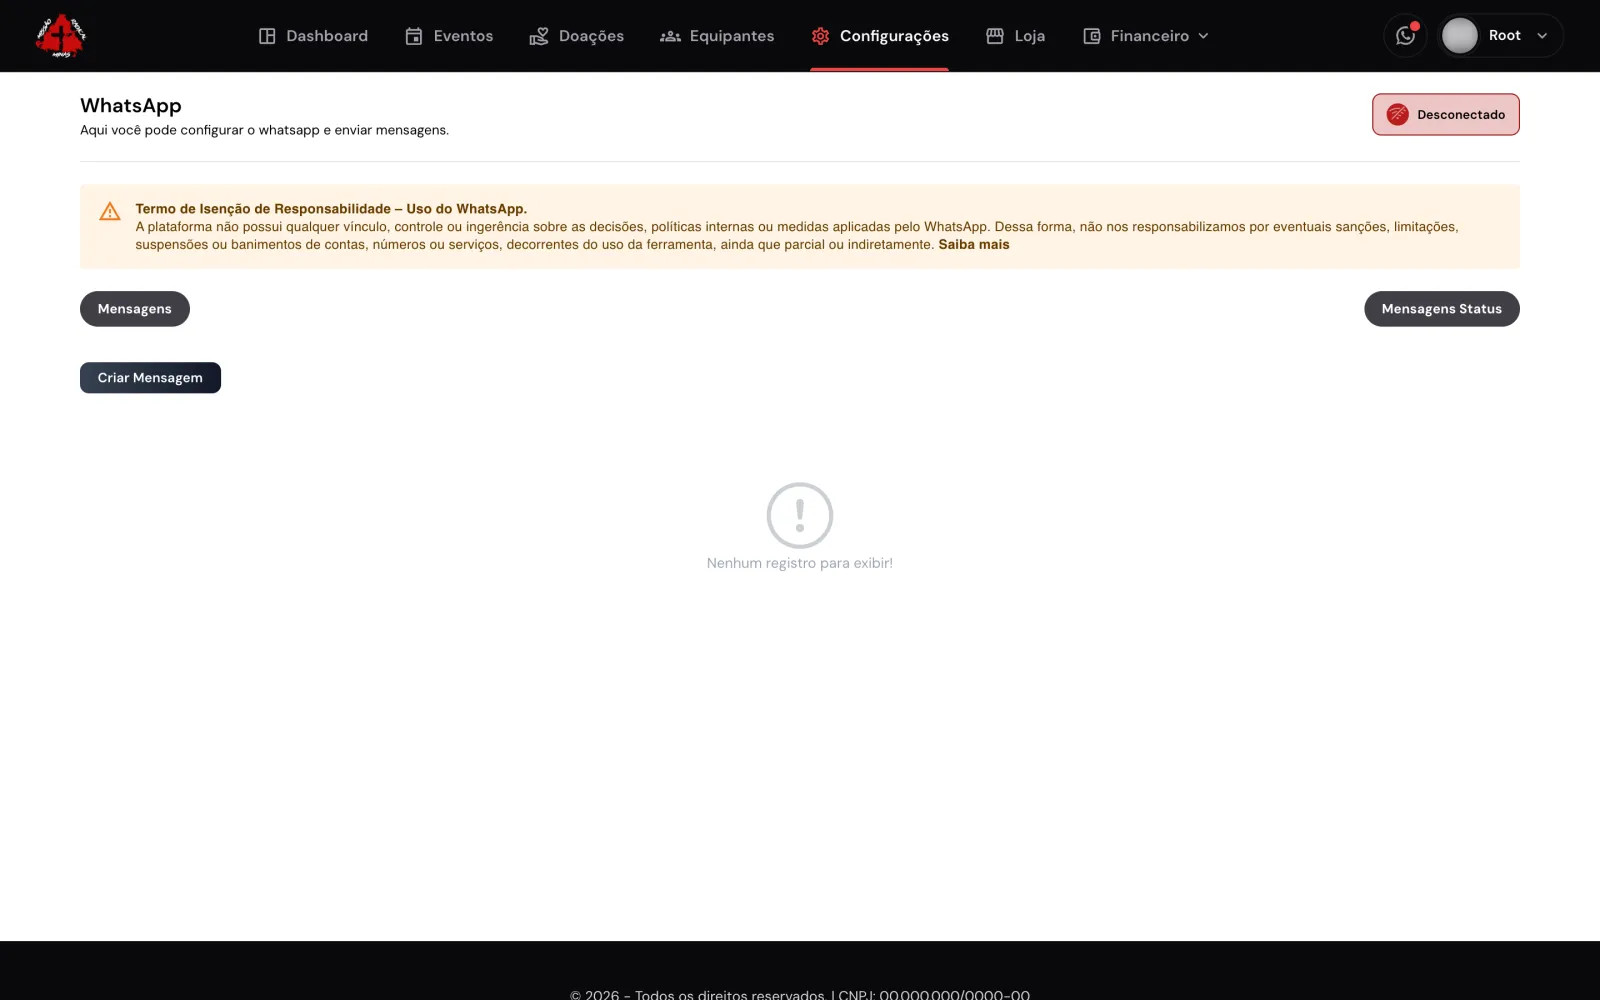 MISSÃO RADICAL
MINAS
Dashboard
Eventos
Doações
Equipantes
Configurações
Loja
Financeiro
Root
WhatsApp
Aqui você pode configurar o whatsapp e enviar mensagens.
Desconectado
Termo de Isenção de Responsabilidade – Uso do WhatsApp.
A plataforma não possui qualquer vínculo, controle ou ingerência sobre as decisões, políticas internas ou medidas aplicadas pelo WhatsApp. Dessa forma, não nos responsabilizamos por eventuais sanções, limitações,
suspensões ou banimentos de contas, números ou serviços, decorrentes do uso da ferramenta, ainda que parcial ou indiretamente. Saiba mais
Mensagens
Mensagens Status
Criar Mensagem
Nenhum registro para exibir!
© 2026 - Todos os direitos reservados. | CNPJ: 00.000.000/0000-00